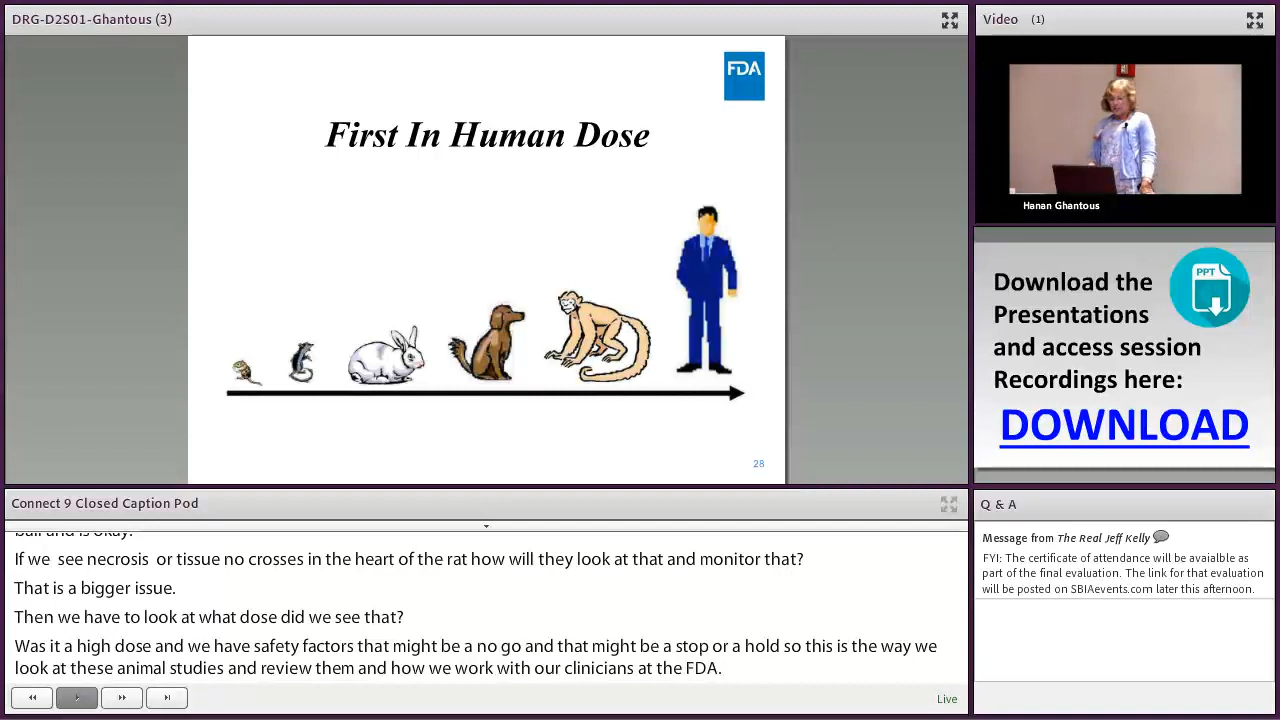 DRG-D2S01-Ghantous (3)
FDA
First In Human Dose
28
Video (1)
Hanan Ghantous
Download the
Presentations
and access session
Recordings here:
DOWNLOAD
PPT
Connect 9 Closed Caption Pod
If we see necrosis or tissue no crosses in the heart of the rat how will they look at that and monitor that?
That is a bigger issue.
Then we have to look at what dose did we see that?
Was it a high dose and we have safety factors that might be a no go and that might be a stop or a hold so this is the way we
look at these animal studies and review them and how we work with our clinicians at the FDA.
Live
Q & A
Message from The Real Jeff Kelly
FYI: The certificate of attendance will be avaialble as
part of the final evaluation. The link for that evaluation
will be posted on SBIAevents.com later this afternoon.